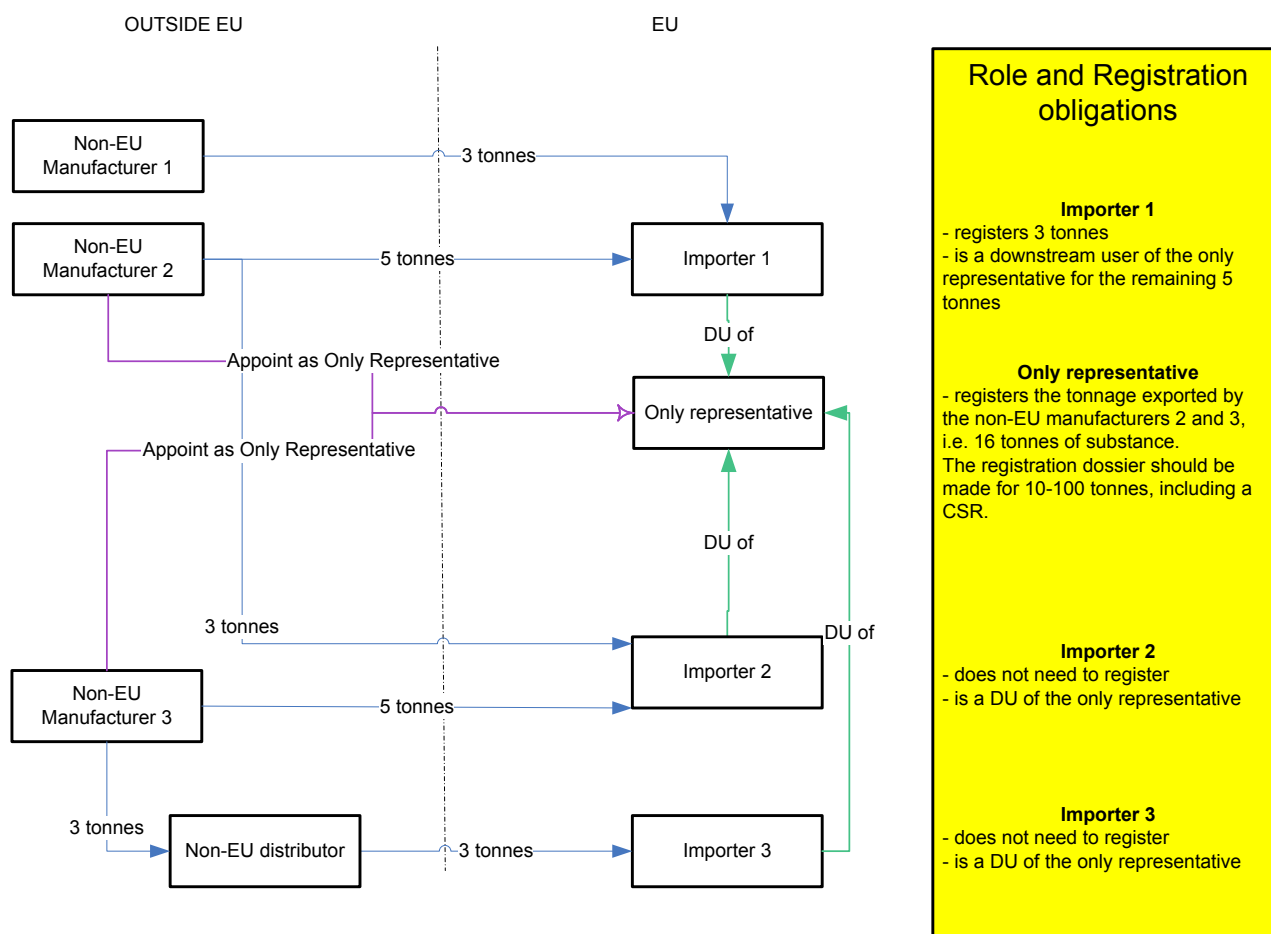 OUTSIDE EU
EU
Non-EU
Manufacturer 1
3 tonnes
Non-EU
Manufacturer 2
5 tonnes
Importer 1
DU of
Appoint as Only Representative
Only representative
Appoint as Only Representative
DU of
3 tonnes
DU of
Importer 2
Non-EU
Manufacturer 3
5 tonnes
3 tonnes
Non-EU distributor
3 tonnes
Importer 3
Role and Registration
obligations
Importer 1
- registers 3 tonnes
- is a downstream user of the only
representative for the remaining 5
tonnes
Only representative
- registers the tonnage exported by
the non-EU manufacturers 2 and 3,
i.e. 16 tonnes of substance.
The registration dossier should be
made for 10-100 tonnes, including a
CSR.
Importer 2
- does not need to register
- is a DU of the only representative
Importer 3
- does not need to register
- is a DU of the only representative